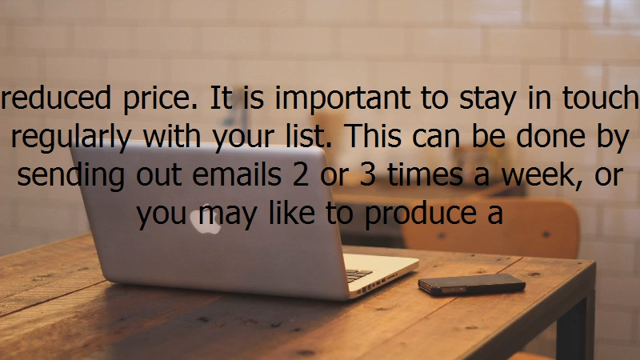 reduced price. It is important to stay in touch
regularly with your list. This can be done by
sending out emails 2 or 3 times a week, or
you may like to produce a